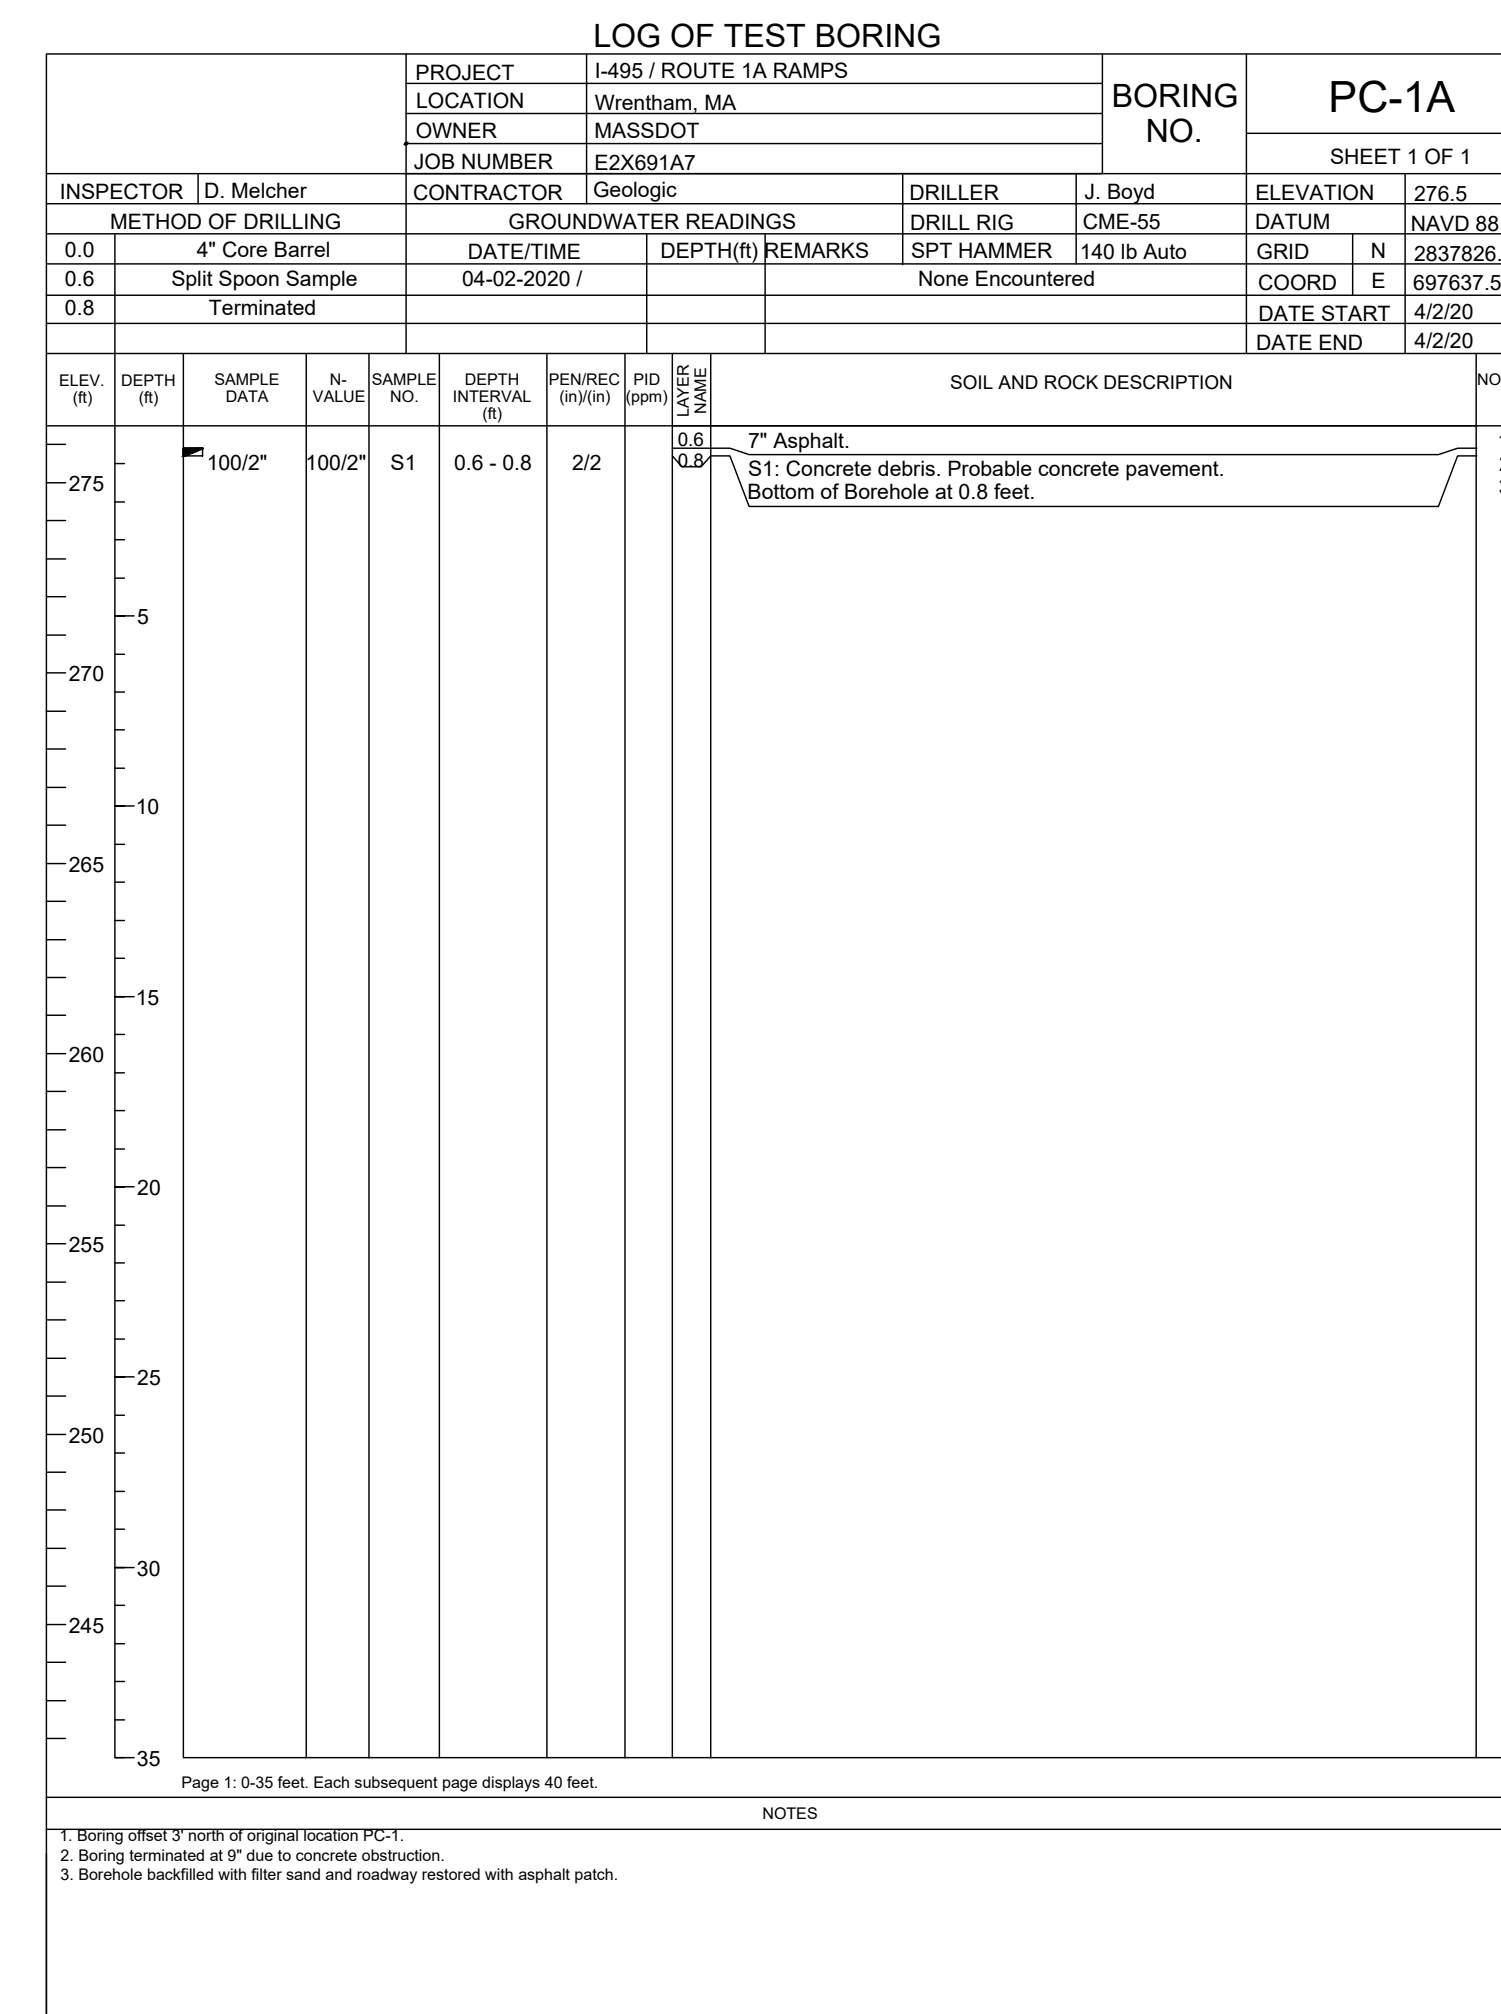 LOG OF TEST BORING
PROJECT I-495 / ROUTE 1A RAMPS
LOCATION Wrentham, MA
OWNER MASSDOT
JOB NUMBER E2X691A7
BORING NO.
PC-1A
SHEET 1 OF 1
INSPECTOR D. Melcher CONTRACTOR Geologic DRILLER J. Boyd ELEVATION 276.5
METHOD OF DRILLING GROUNDWATER READINGS DRILL RIG CME-55 DATUM NAVD 88
0.0 4" Core Barrel DATE/TIME DEPTH(ft) REMARKS SPT HAMMER 140 lb Auto GRID N 2837826.
0.6 Split Spoon Sample 04-02-2020 / None Encountered COORD E 697637.5
0.8 Terminated DATE START 4/2/20
DATE END 4/2/20
ELEV. (ft) DEPTH (ft) SAMPLE DATA N-VALUE SAMPLE NO. DEPTH INTERVAL (ft) PEN/REC (in)/(in) PID (ppm) LAYER NAME SOIL AND ROCK DESCRIPTION NO
0.6 7" Asphalt.
100/2" 100/2" S1 0.6 - 0.8 2/2 0.8 S1: Concrete debris. Probable concrete pavement.
275 Bottom of Borehole at 0.8 feet.
5
270
10
265
15
260
20
255
25
250
30
245
35
Page 1: 0-35 feet. Each subsequent page displays 40 feet.
NOTES
1. Boring offset 3' north of original location PC-1.
2. Boring terminated at 9" due to concrete obstruction.
3. Borehole backfilled with filter sand and roadway restored with asphalt patch.